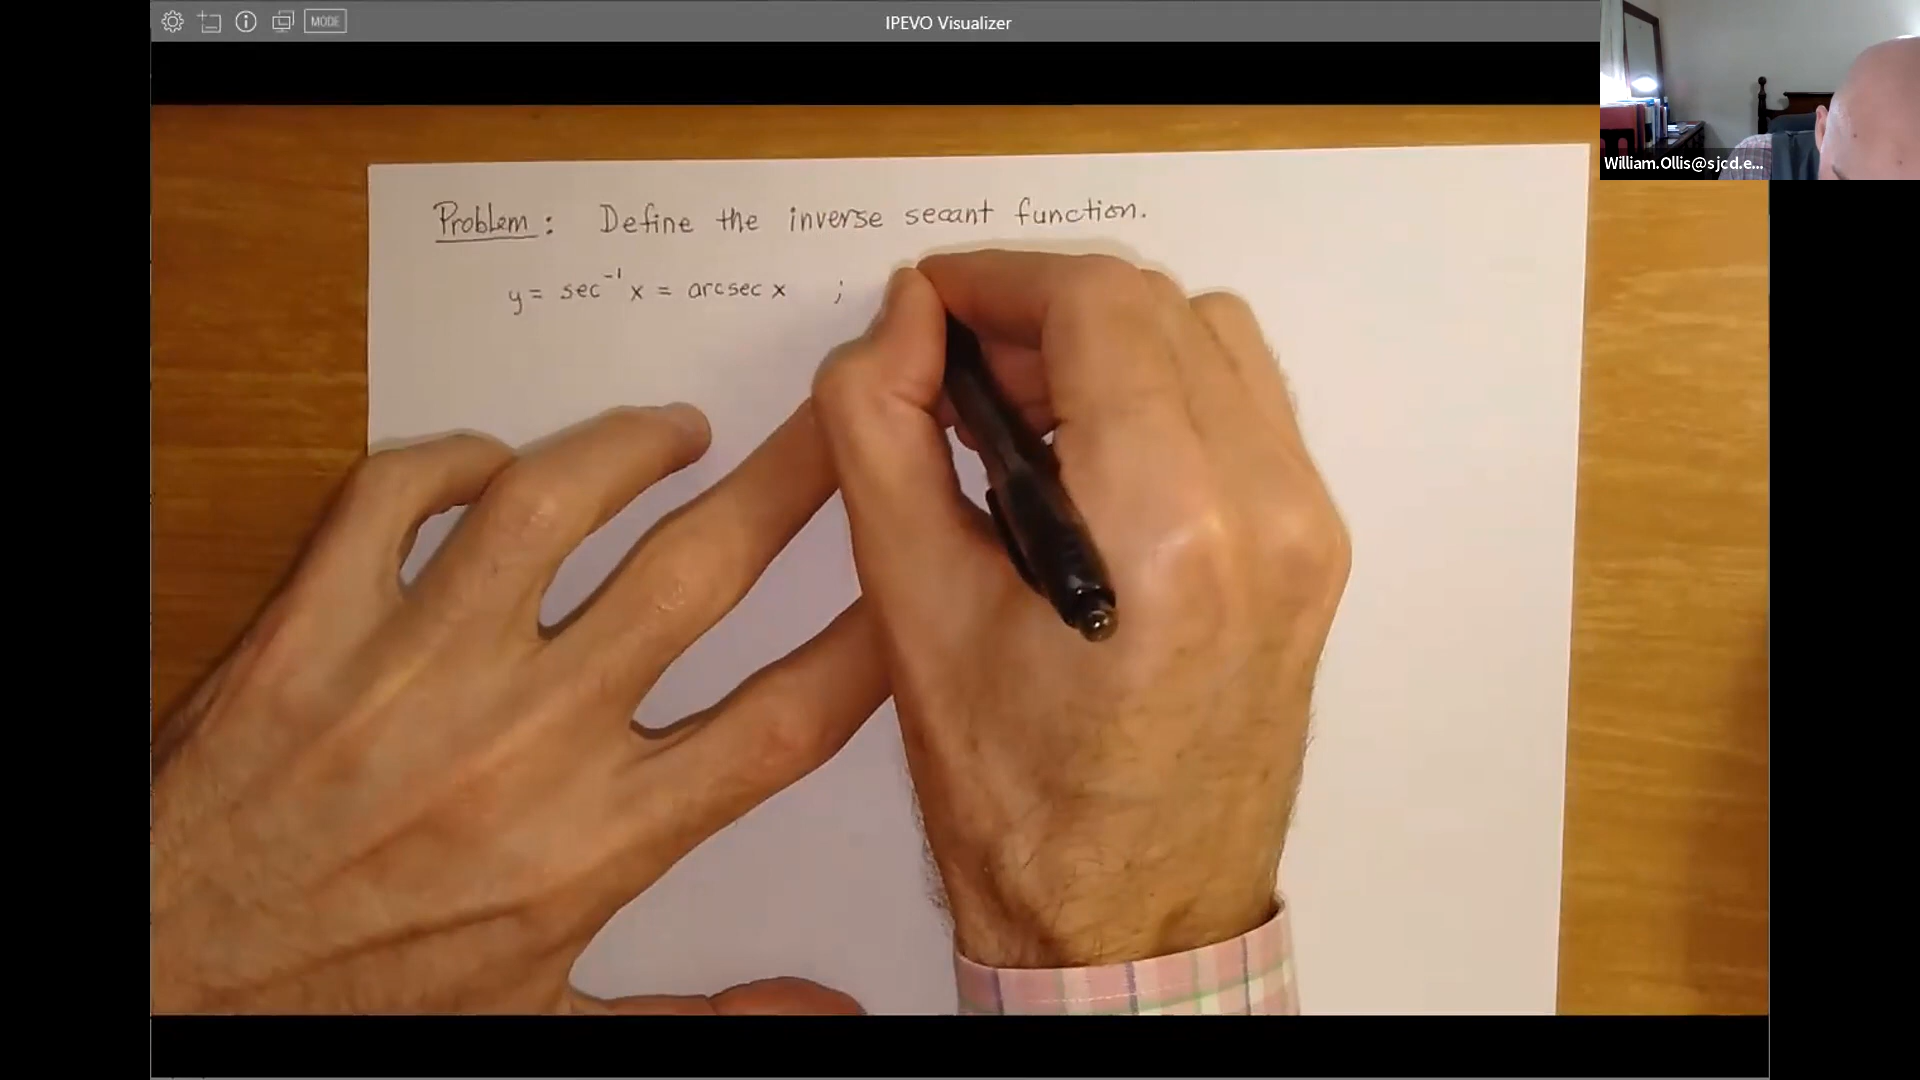 MODE
IPEVO Visualizer
William.Ollis@sjcd.e...
Problem: Define the inverse secant function.
y = sec⁻¹ x = arcsec x ;